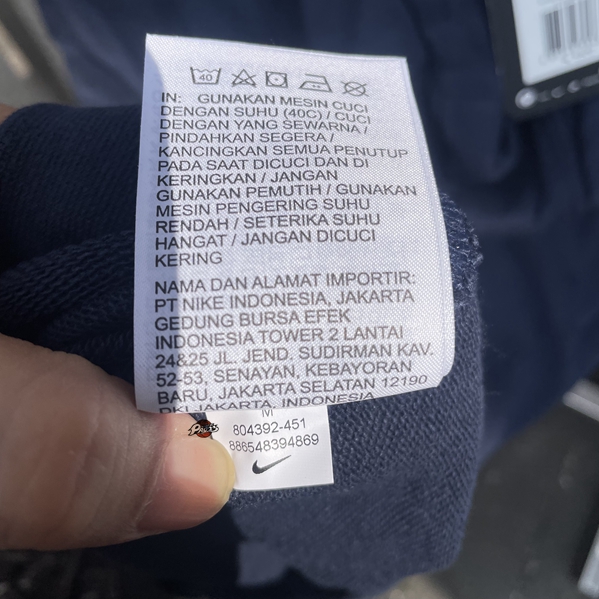 40
IN: GUNAKAN MESIN CUCI
DENGAN SUHU (40C) / CUCI
DENGAN YANG SEWARNA /
PINDAHKAN SEGERA /
KANCINGKAN SEMUA PENUTUP
PADA SAAT DICUCI DAN DI
KERINGKAN / JANGAN
GUNAKAN PEMUTIH / GUNAKAN
MESIN PENGERING SUHU
RENDAH / SETERIKA SUHU
HANGAT / JANGAN DICUCI
KERING
NAMA DAN ALAMAT IMPORTIR:
PT NIKE INDONESIA, JAKARTA
GEDUNG BURSA EFEK
INDONESIA TOWER 2 LANTAI
24&25 JL. JEND. SUDIRMAN KAV.
52-53, SENAYAN, KEBAYORAN
BARU, JAKARTA SELATAN 12190
DKI JAKARTA, INDONESIA
M
804392-451
886548394869